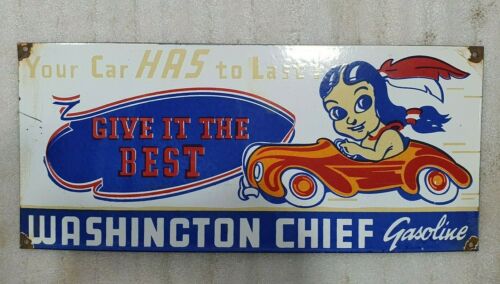 Your Car HAS to Last
GIVE IT THE
BEST
WASHINGTON CHIEF Gasoline